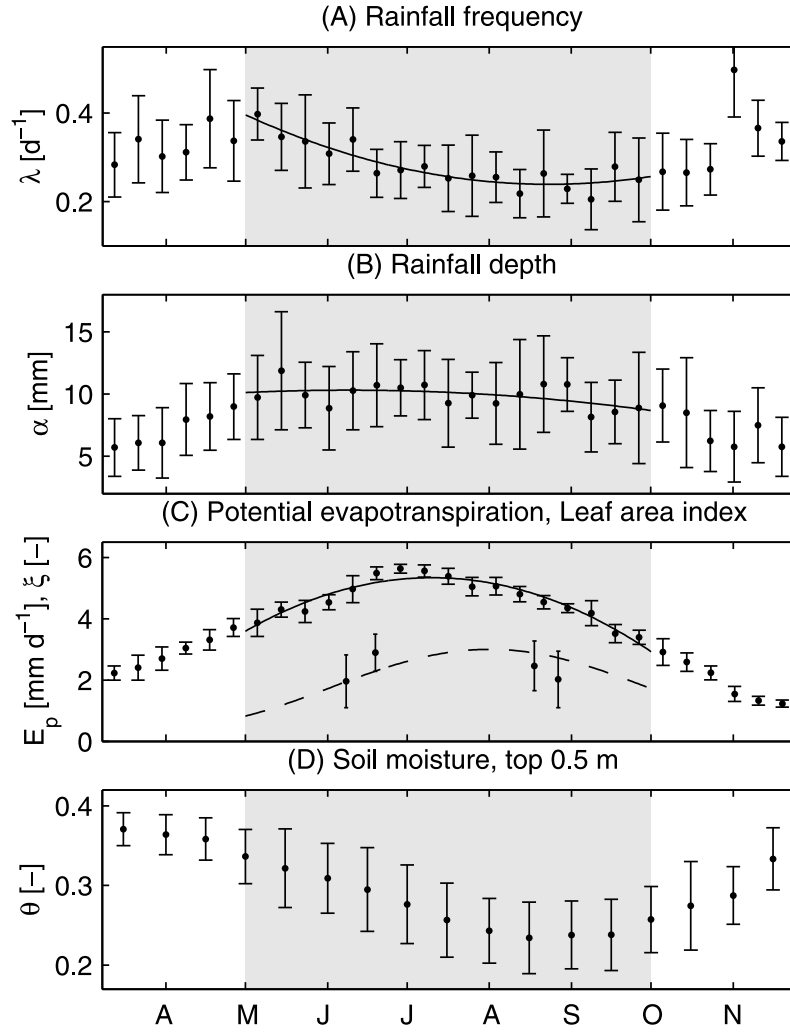 (A) Rainfall frequency
λ [d⁻¹]
0.4
0.2
(B) Rainfall depth
α [mm]
15
10
5
(C) Potential evapotranspiration, Leaf area index
E_p [mm d⁻¹], ξ [–]
6
4
2
0
(D) Soil moisture, top 0.5 m
θ [–]
0.4
0.3
0.2
A M J J A S O N